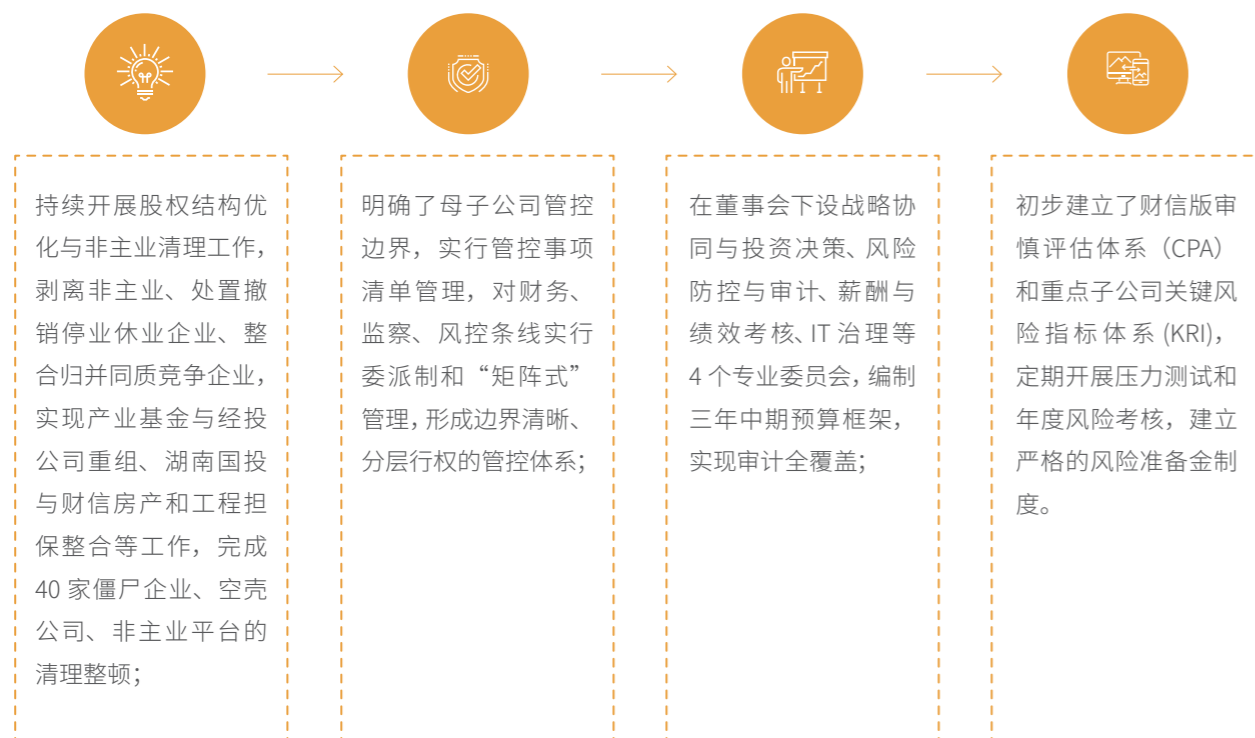 持续开展股权结构优
化与非主业清理工作，
剥离非主业、处置撤
销停业休业企业、整
合归并同质竞争企业，
实现产业基金与经投
公司重组、湖南国投
与财信房产和工程担
保整合等工作，完成
40 家僵尸企业、空壳
公司、非主业平台的
清理整顿；
明确了母子公司管控
边界，实行管控事项
清单管理，对财务、
监察、风控条线实行
委派制和“矩阵式”
管理，形成边界清晰、
分层行权的管控体系；
在董事会下设战略协
同与投资决策、风险
防控与审计、薪酬与
绩效考核、IT 治理等
4 个专业委员会，编制
三年中期预算框架，
实现审计全覆盖；
初步建立了财信版审
慎评估体系（CPA）
和重点子公司关键风
险指标体系 (KRI)，
定期开展压力测试和
年度风险考核，建立
严格的风险准备金制
度。